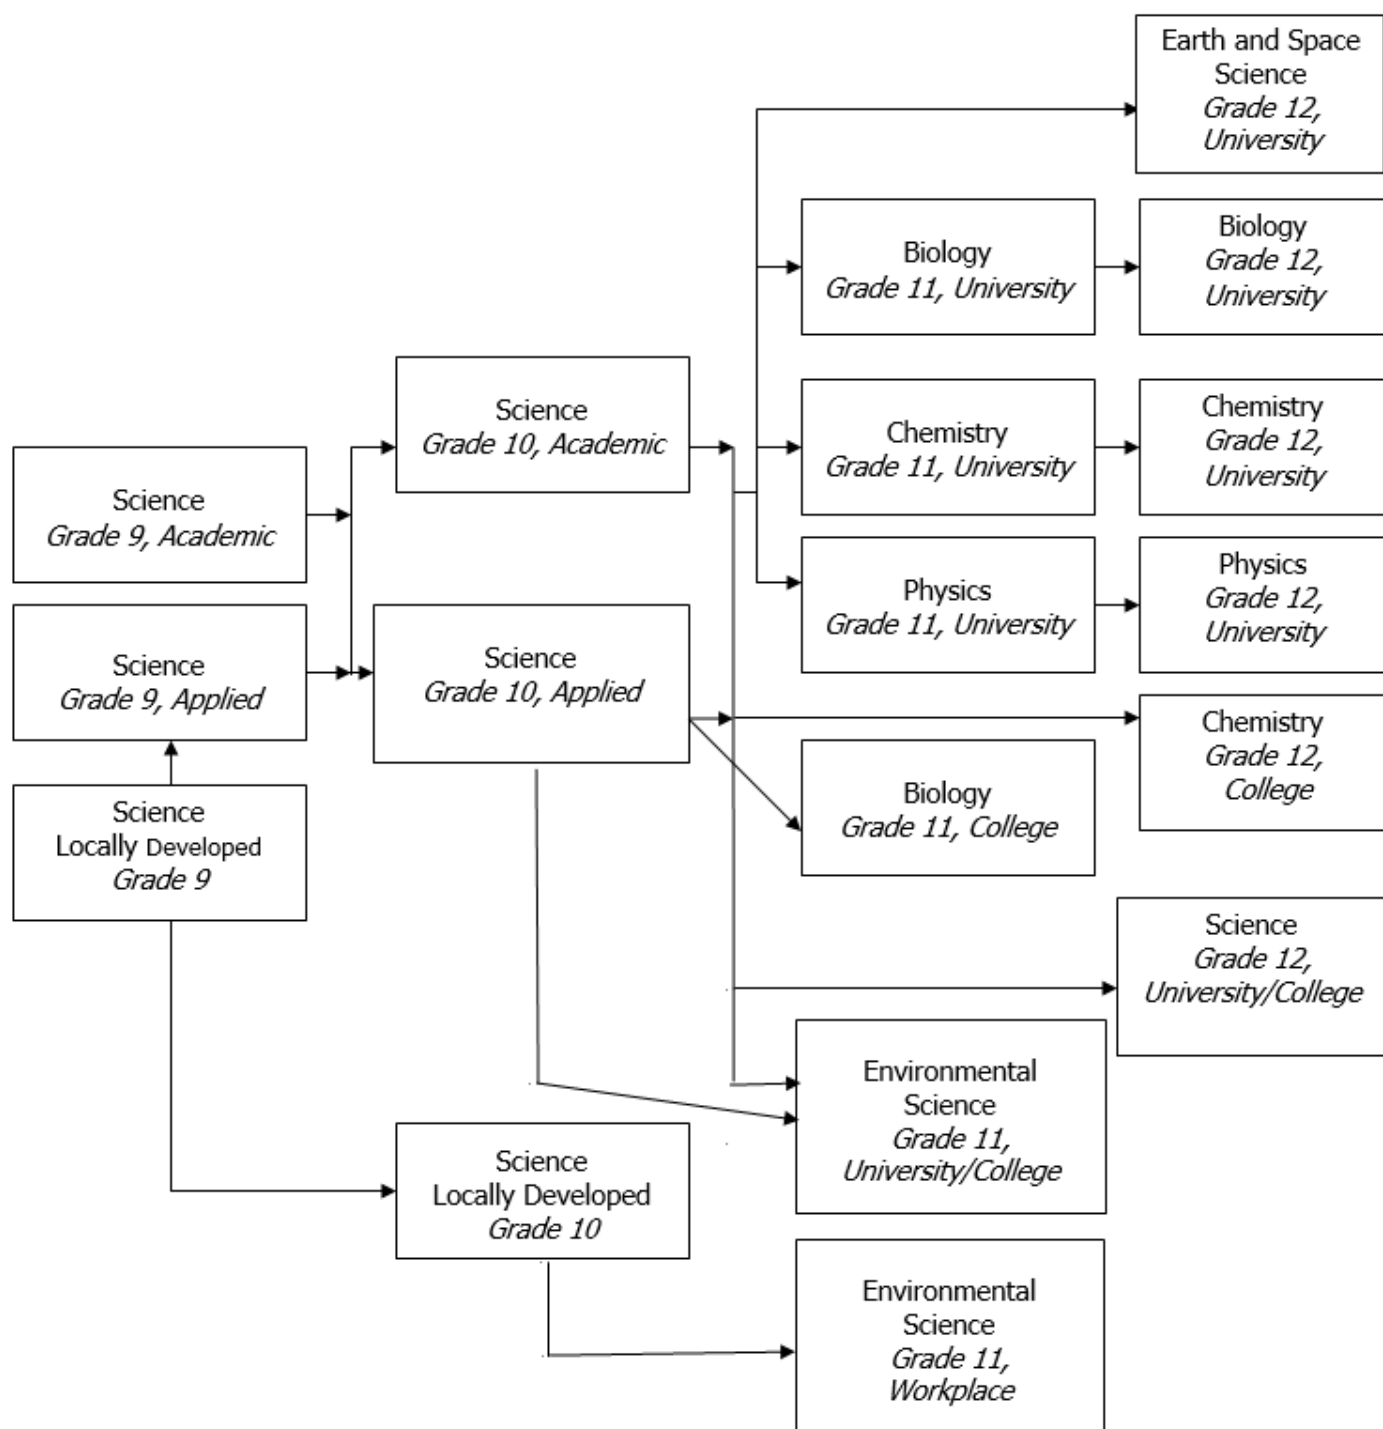 Earth and Space
Science
Grade 12,
University
Biology
Grade 11, University
Biology
Grade 12,
University
Science
Grade 10, Academic
Chemistry
Grade 11, University
Chemistry
Grade 12,
University
Science
Grade 9, Academic
Physics
Grade 11, University
Physics
Grade 12,
University
Science
Grade 9, Applied
Science
Grade 10, Applied
Chemistry
Grade 12,
College
Science
Locally Developed
Grade 9
Biology
Grade 11, College
Science
Grade 12,
University/College
Environmental
Science
Grade 11,
University/College
Science
Locally Developed
Grade 10
Environmental
Science
Grade 11,
Workplace